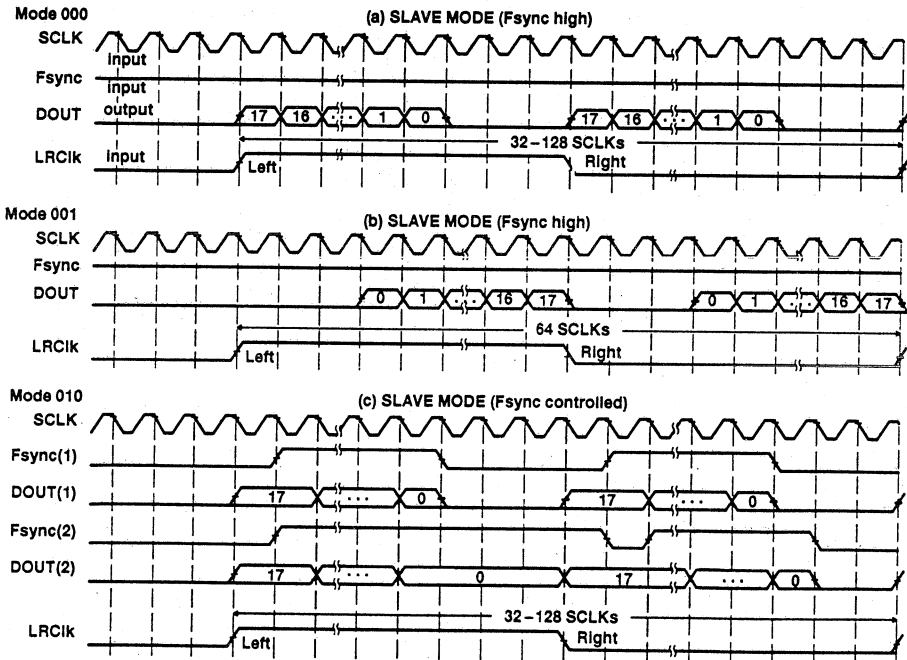 Mode 000
(a) SLAVE MODE (Fsync high)
SCLK
input
Fsync
input
DOUT
output
17 16 ... 1 0
17 16 ... 1 0
32–128 SCLKs
LRClk
input
Left
Right
Mode 001
(b) SLAVE MODE (Fsync high)
SCLK
Fsync
DOUT
0 1 ... 16 17
0 1 ... 16 17
64 SCLKs
LRClk
Left
Right
Mode 010
(c) SLAVE MODE (Fsync controlled)
SCLK
Fsync(1)
DOUT(1)
17 ... 0
17 ... 0
Fsync(2)
DOUT(2)
17 ... 0
17 ... 0
32–128 SCLKs
LRClk
Left
Right